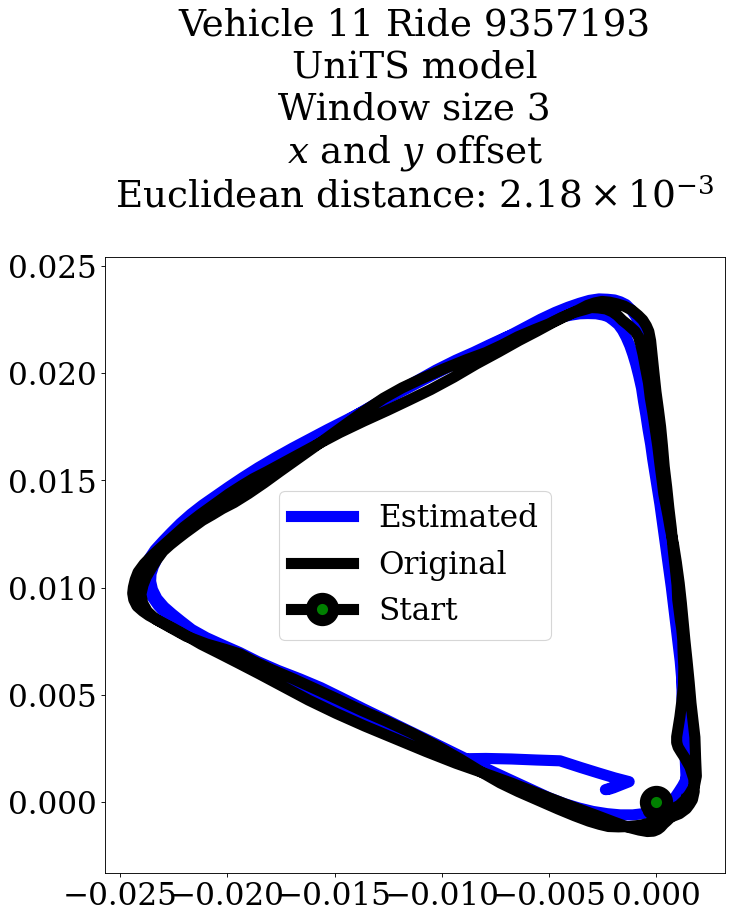 Vehicle 11 Ride 9357193
UniTS model
Window size 3
x and y offset
Euclidean distance: 2.18 × 10⁻³
0.025
0.020
0.015
0.010
0.005
0.000
Estimated
Original
Start
−0.025 −0.020 −0.015 −0.010 −0.005 0.000